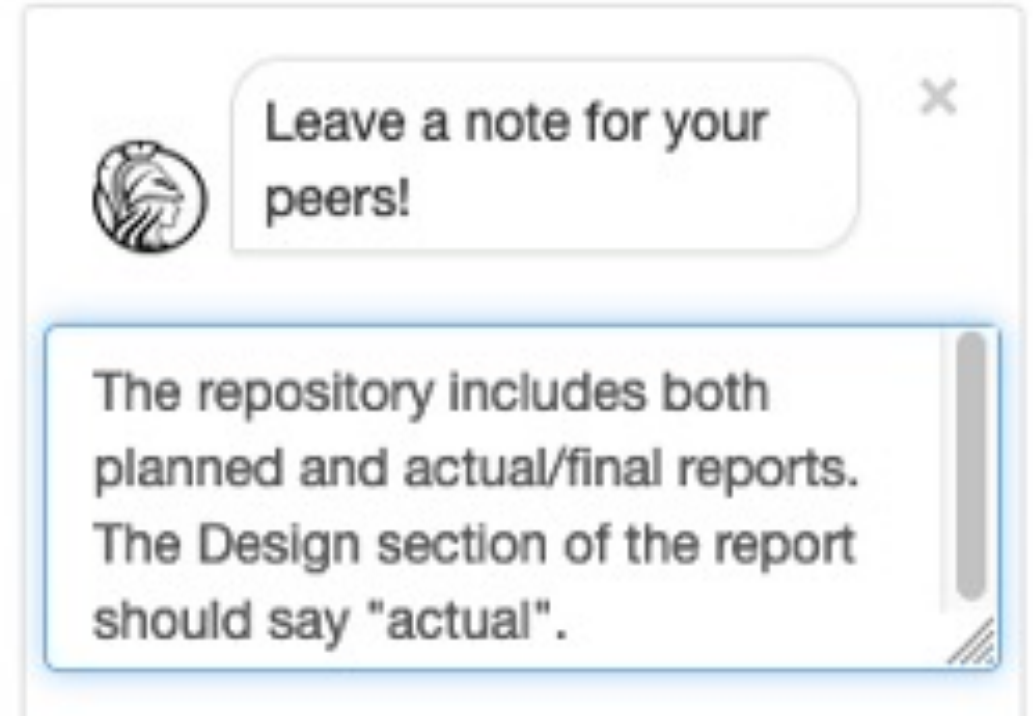 Leave a note for your
peers!
The repository includes both
planned and actual/final reports.
The Design section of the report
should say "actual".